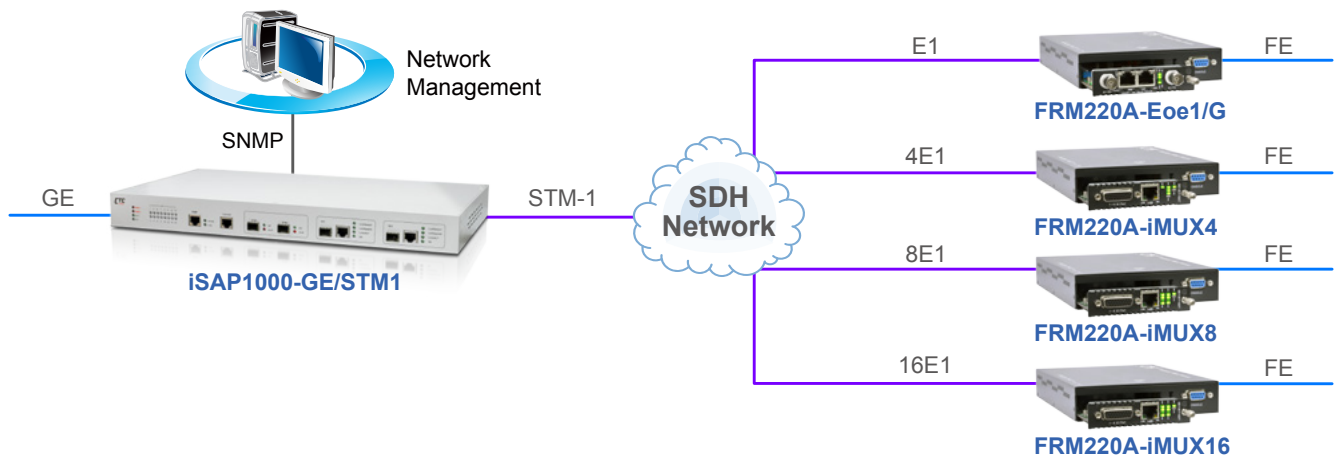 Network
Management
SNMP
GE
CTC
STM-1
iSAP1000-GE/STM1
SDH
Network
E1
FE
FRM220A-Eoe1/G
4E1
FE
FRM220A-iMUX4
8E1
FE
FRM220A-iMUX8
16E1
FE
FRM220A-iMUX16